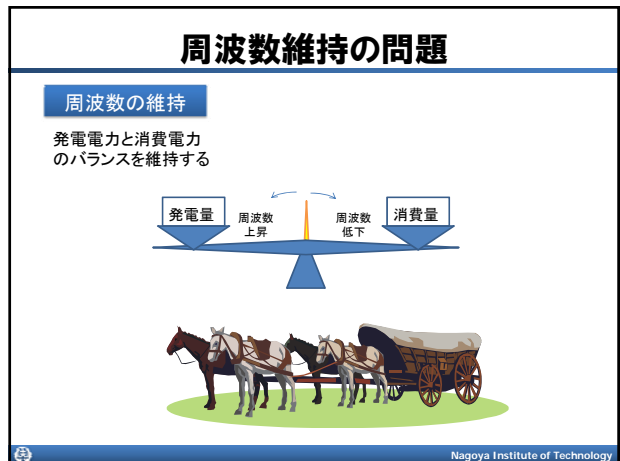 周波数維持の問題
周波数の維持
発電電力と消費電力
のバランスを維持する
発電量
周波数
上昇
周波数
低下
消費量
Nagoya Institute of Technology